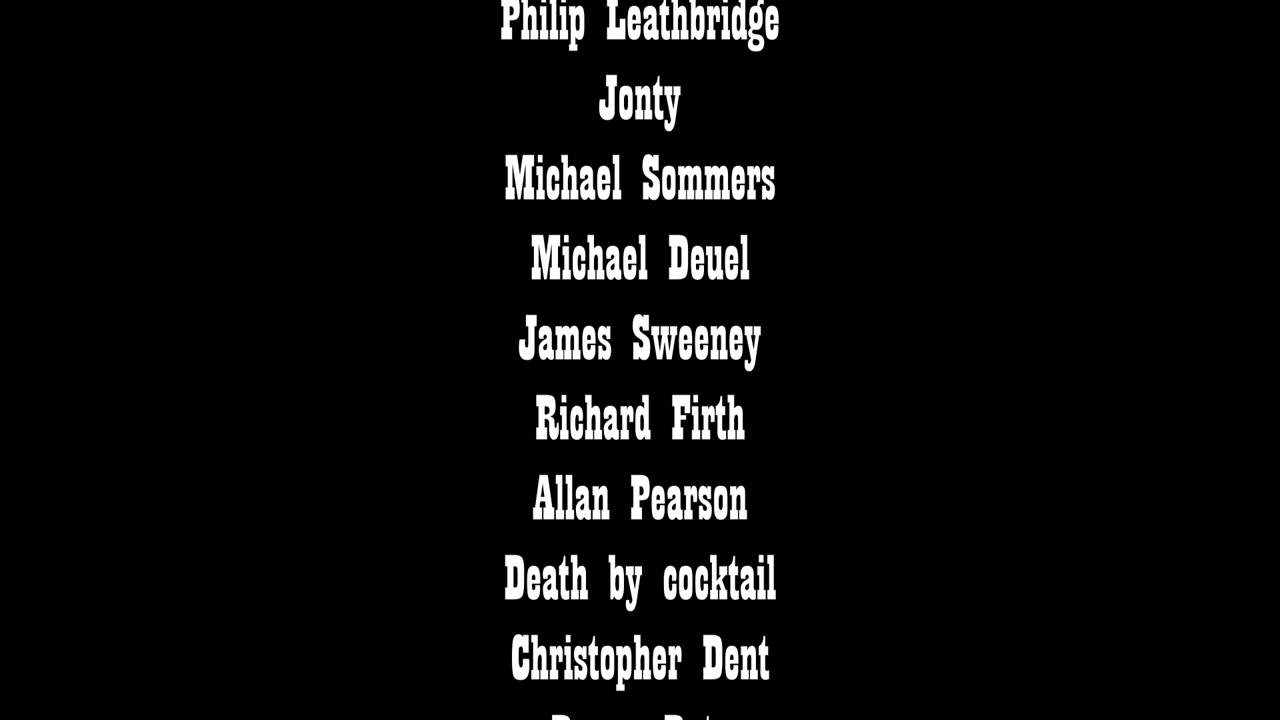 Philip Leathbridge
Jonty
Michael Sommers
Michael Deuel
James Sweeney
Richard Firth
Allan Pearson
Death by cocktail
Christopher Dent